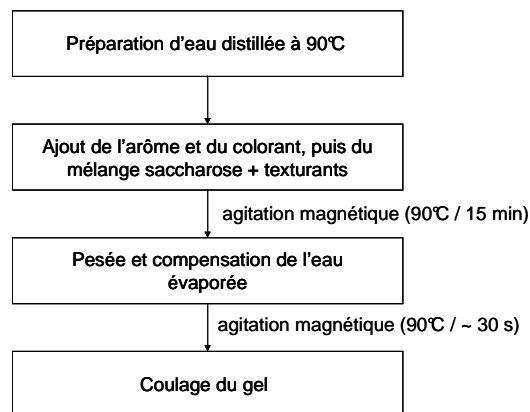 Préparation d'eau distillée à 90°C
Ajout de l'arôme et du colorant, puis du
mélange saccharose + texturants
agitation magnétique (90°C / 15 min)
Pesée et compensation de l'eau
évaporée
agitation magnétique (90°C / ~ 30 s)
Coulage du gel